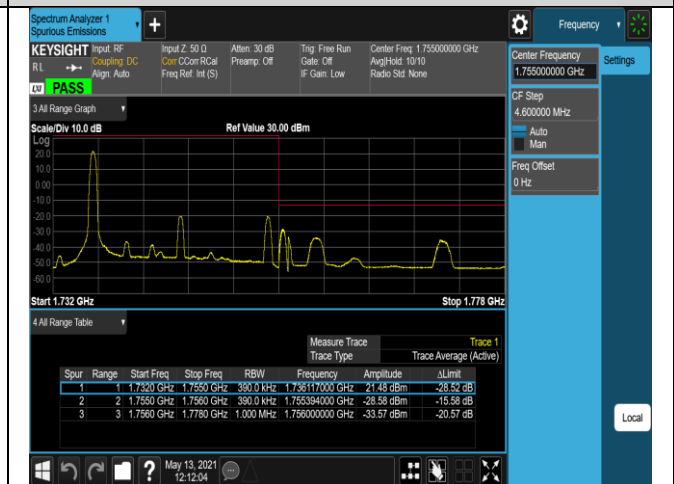 Spectrum Analyzer 1
Spurious Emissions
Frequency
KEYSIGHT
RL
Input: RF
Coupling: DC
Align: Auto
Input Z: 50 Ω
Corr CCorr RCal
Freq Ref: Int (S)
Atten: 30 dB
Preamp: Off
Trig: Free Run
Gate: Off
IF Gain: Low
Center Freq: 1.755000000 GHz
Avg|Hold: 10/10
Radio Std: None
LXI PASS
Center Frequency
1.755000000 GHz
Settings
CF Step
4.600000 MHz
Auto
Man
Freq Offset
0 Hz
Local
3 All Range Graph
Scale/Div 10.0 dB
Ref Value 30.00 dBm
Log
20.0
10.0
0.00
-10.0
-20.0
-30.0
-40.0
-50.0
-60.0
Start 1.732 GHz
Stop 1.778 GHz
4 All Range Table
Measure Trace Trace 1
Trace Type Trace Average (Active)
Spur Range Start Freq Stop Freq RBW Frequency Amplitude ΔLimit
1 1 1.7320 GHz 1.7550 GHz 390.0 kHz 1.736117000 GHz 21.48 dBm -28.52 dB
2 2 1.7550 GHz 1.7560 GHz 390.0 kHz 1.755394000 GHz -28.58 dBm -15.58 dB
3 3 1.7560 GHz 1.7780 GHz 1.000 MHz 1.756000000 GHz -33.57 dBm -20.57 dB
May 13, 2021
12:12:04